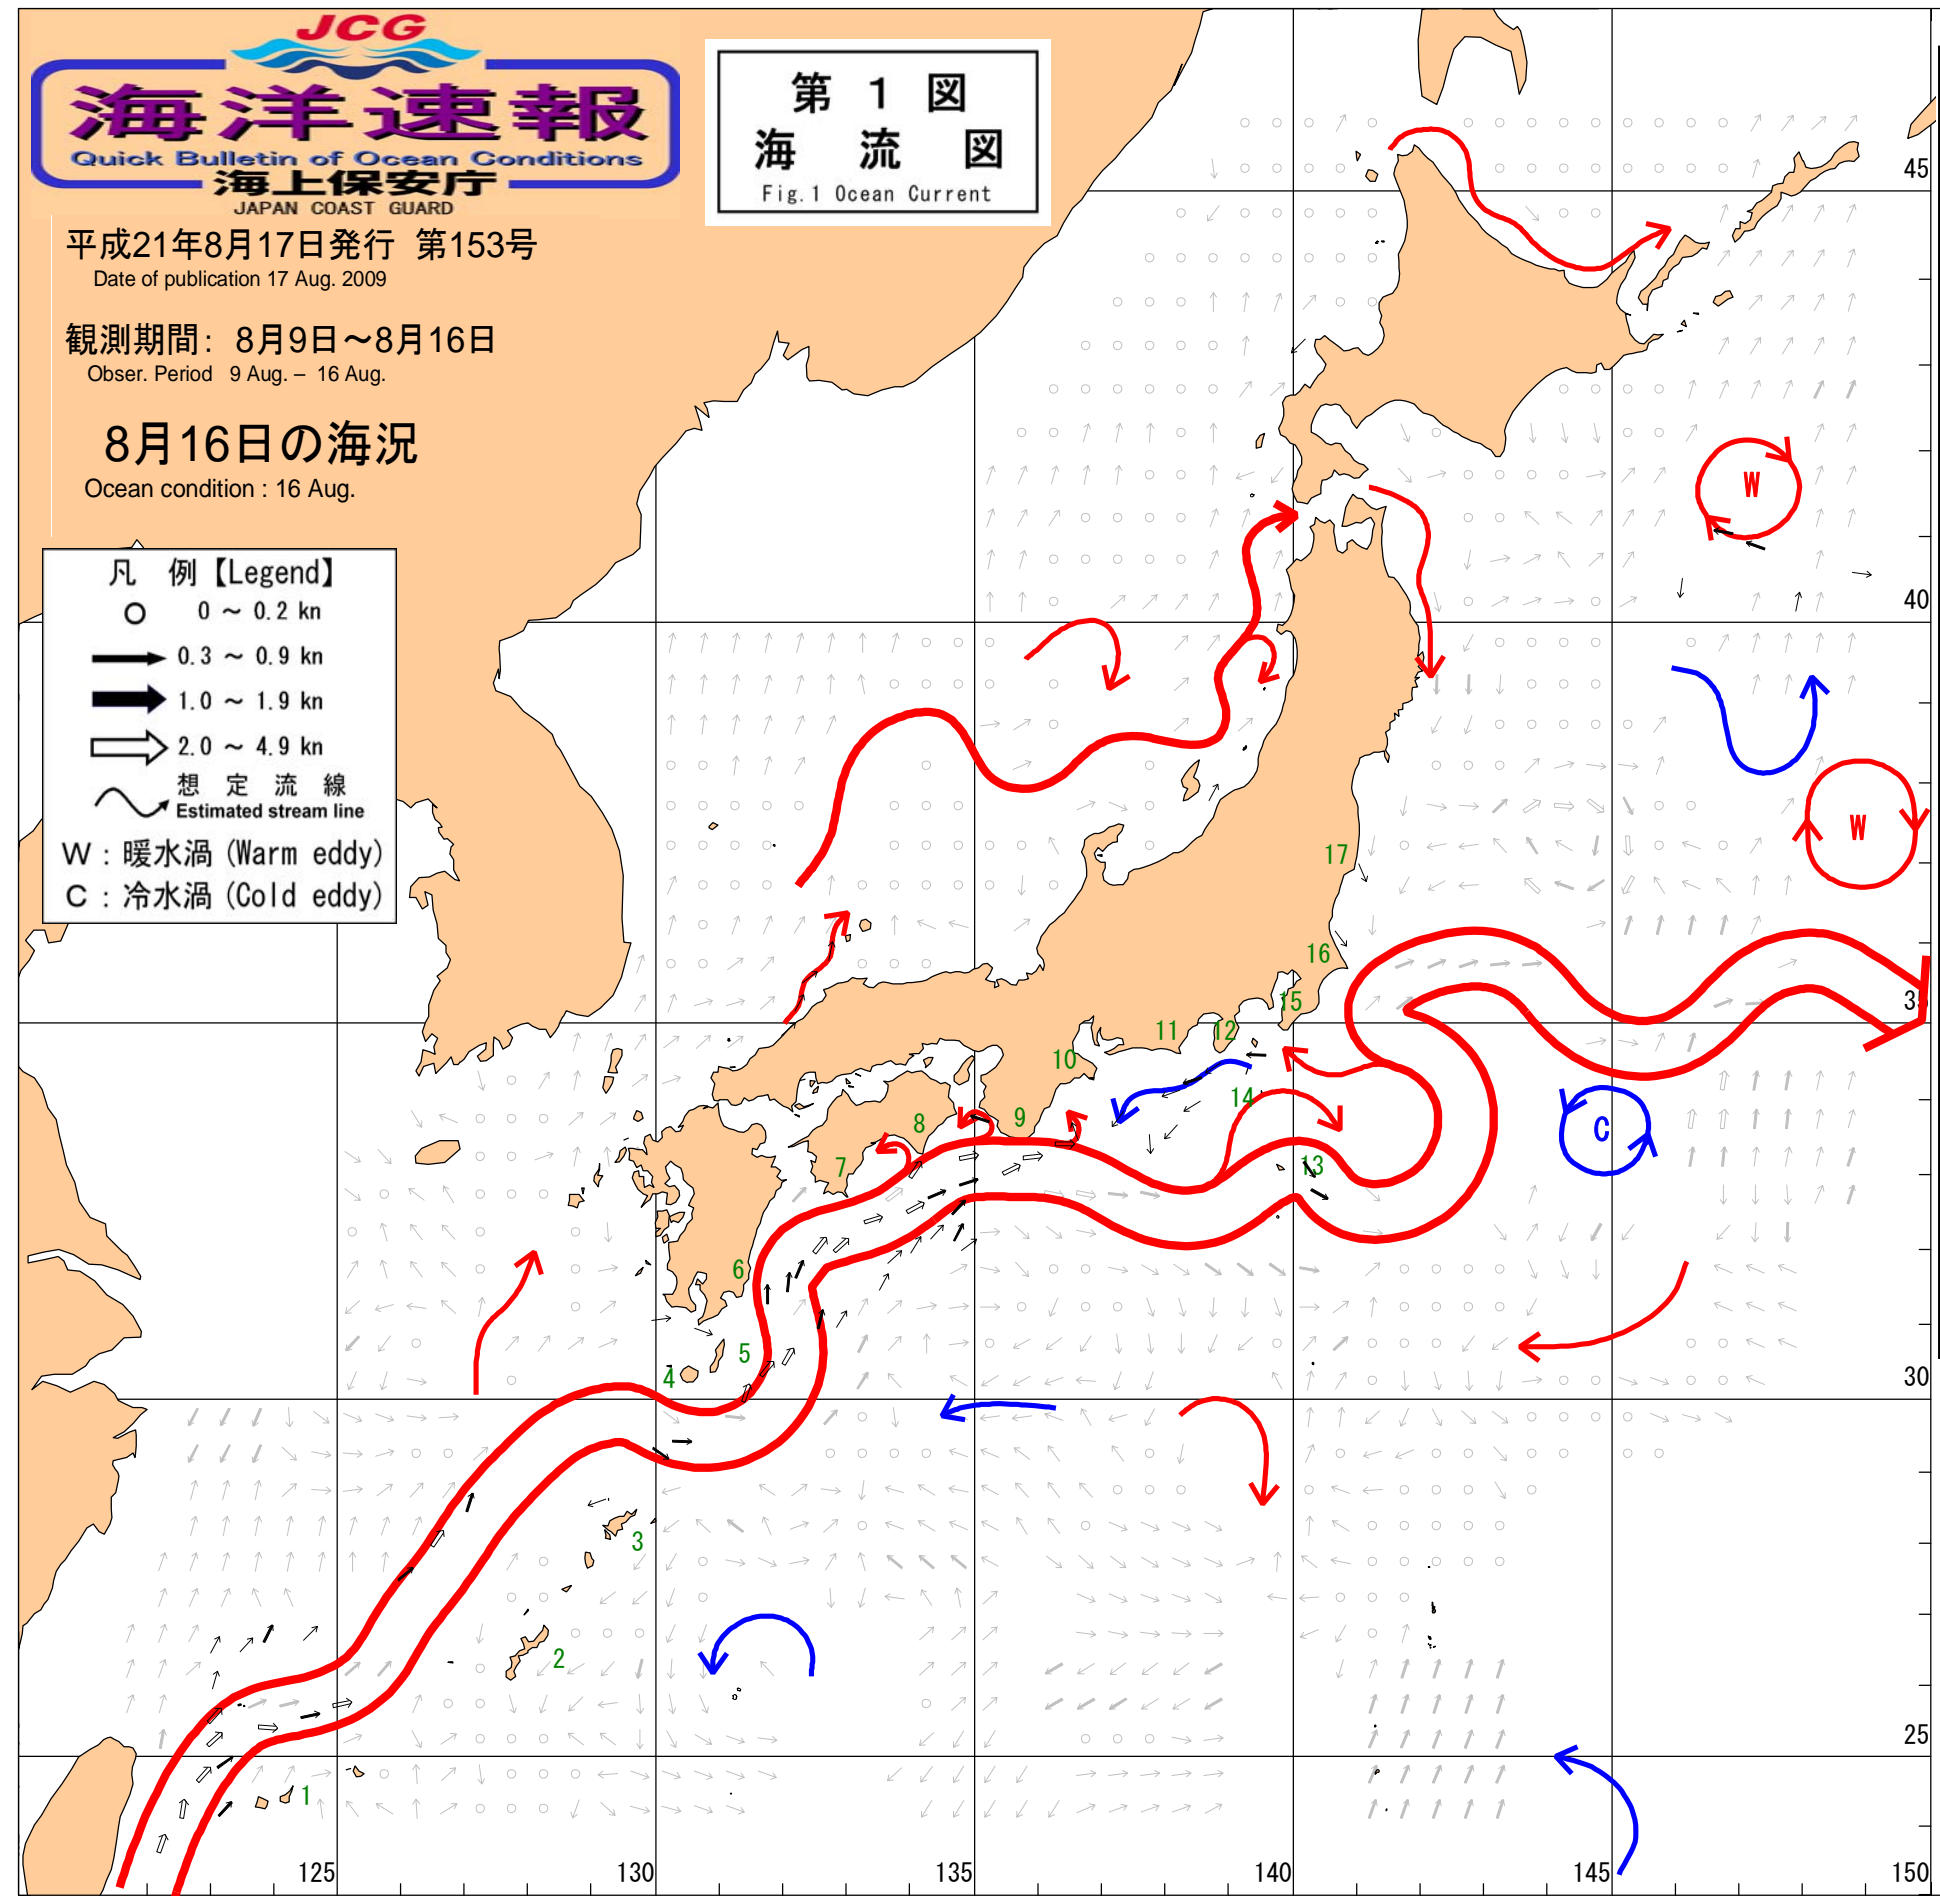 JCG
海洋速報
Quick Bulletin of Ocean Conditions
海上保安庁
JAPAN COAST GUARD
第 1 図
海 流 図
Fig.1 Ocean Current
平成21年8月17日発行 第153号
Date of publication 17 Aug. 2009
観測期間: 8月9日～8月16日
Obser. Period 9 Aug. – 16 Aug.
8月16日の海況
Ocean condition : 16 Aug.
凡 例【Legend】
0 ～ 0.2 kn
0.3 ～ 0.9 kn
1.0 ～ 1.9 kn
2.0 ～ 4.9 kn
想 定 流 線
Estimated stream line
W : 暖水渦 (Warm eddy)
C : 冷水渦 (Cold eddy)
45
W
40
W
17
16
35
15
11
12
10
14
C
8
9
7
13
6
5
4
30
3
2
25
1
125
130
135
140
145
150